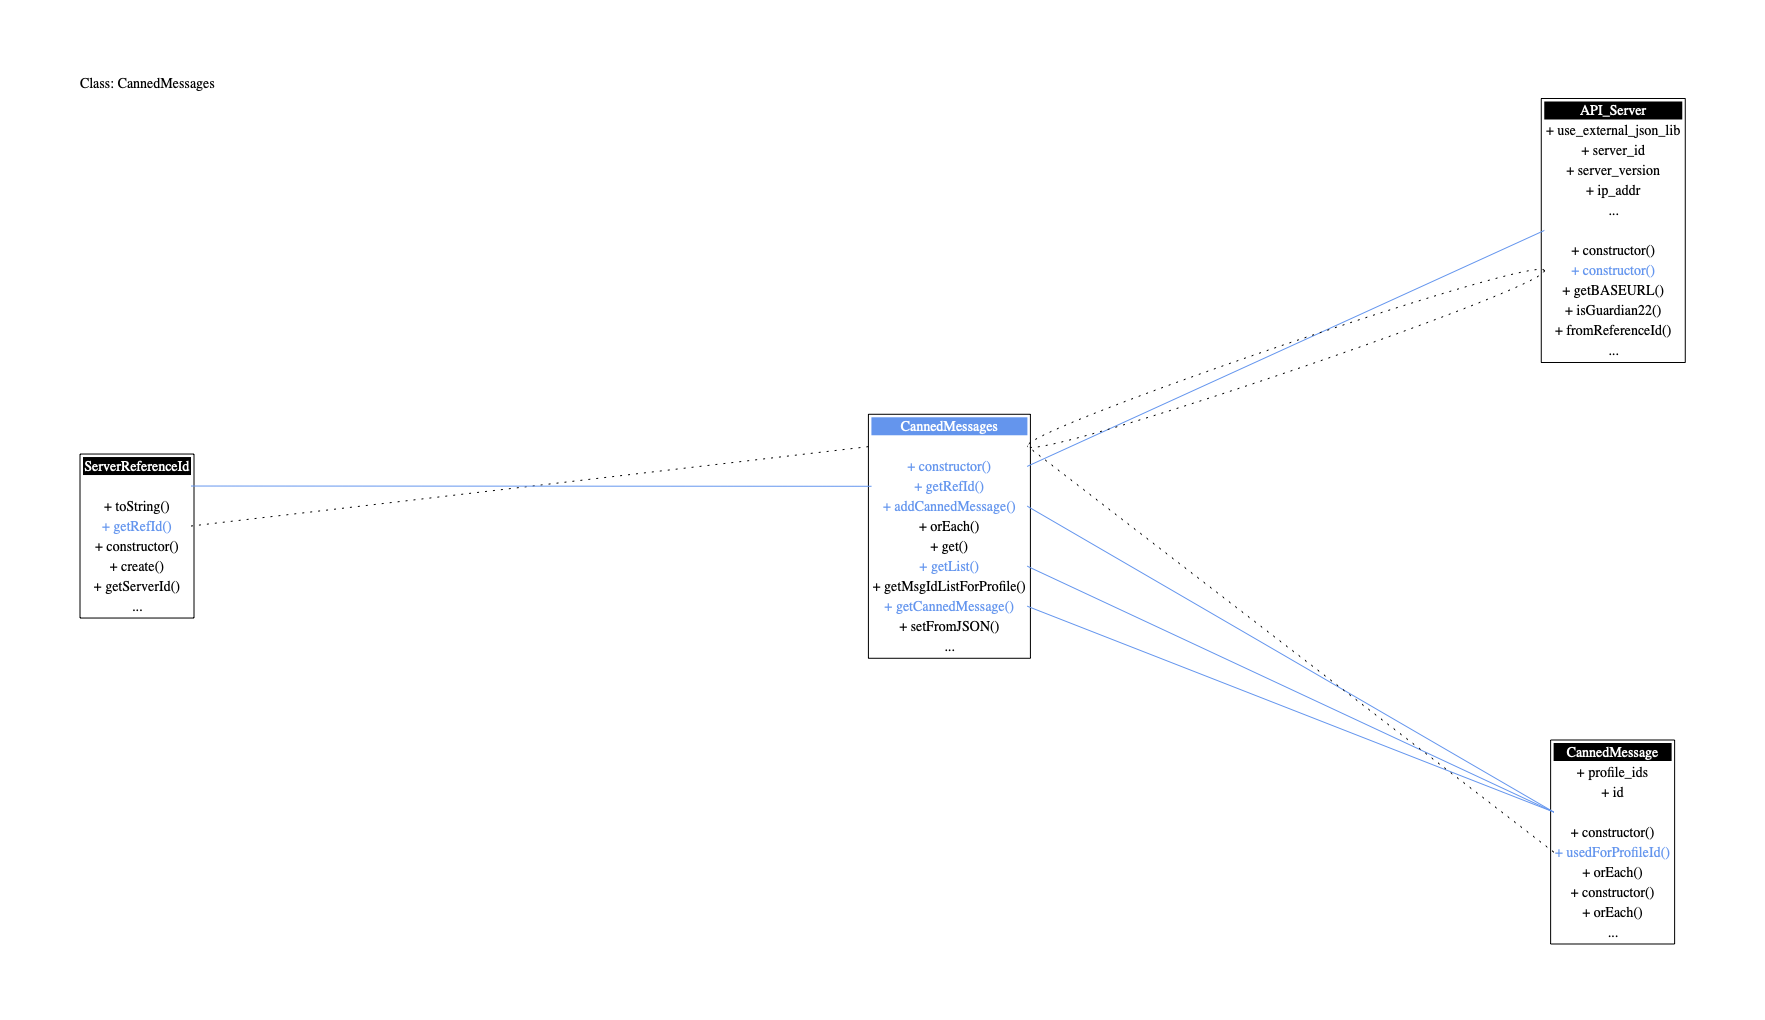 Class: CannedMessages
API_Server
+ use_external_json_lib
+ server_id
+ server_version
+ ip_addr
...
+ constructor()
+ constructor()
+ getBASEURL()
+ isGuardian22()
+ fromReferenceId()
...
CannedMessages
+ constructor()
+ getRefId()
+ addCannedMessage()
+ orEach()
+ get()
+ getList()
+ getMsgIdListForProfile()
+ getCannedMessage()
+ setFromJSON()
...
ServerReferenceId
+ toString()
+ getRefId()
+ constructor()
+ create()
+ getServerId()
...
CannedMessage
+ profile_ids
+ id
+ constructor()
+ usedForProfileId()
+ orEach()
+ constructor()
+ orEach()
...